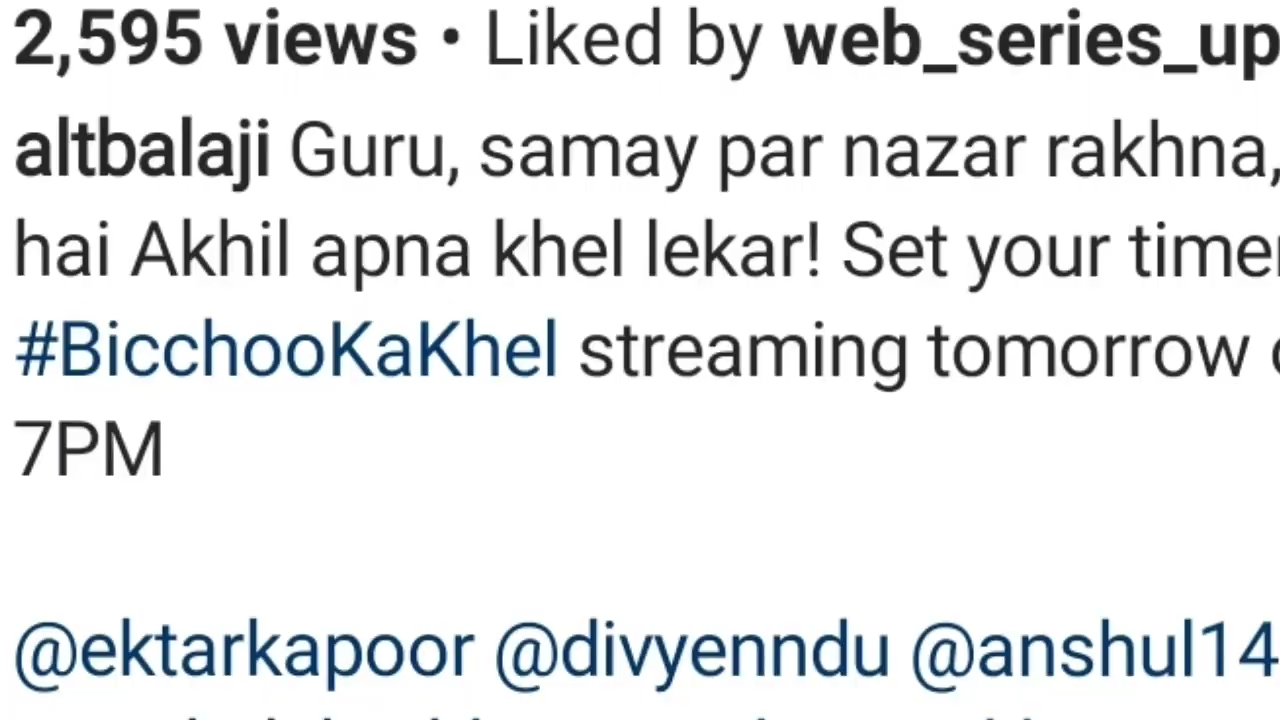 2,595 views • Liked by web_series_up
altbalaji Guru, samay par nazar rakhna,
hai Akhil apna khel lekar! Set your timer
#BicchooKaKhel streaming tomorrow
7PM
@ektarkapoor @divyenndu @anshul14